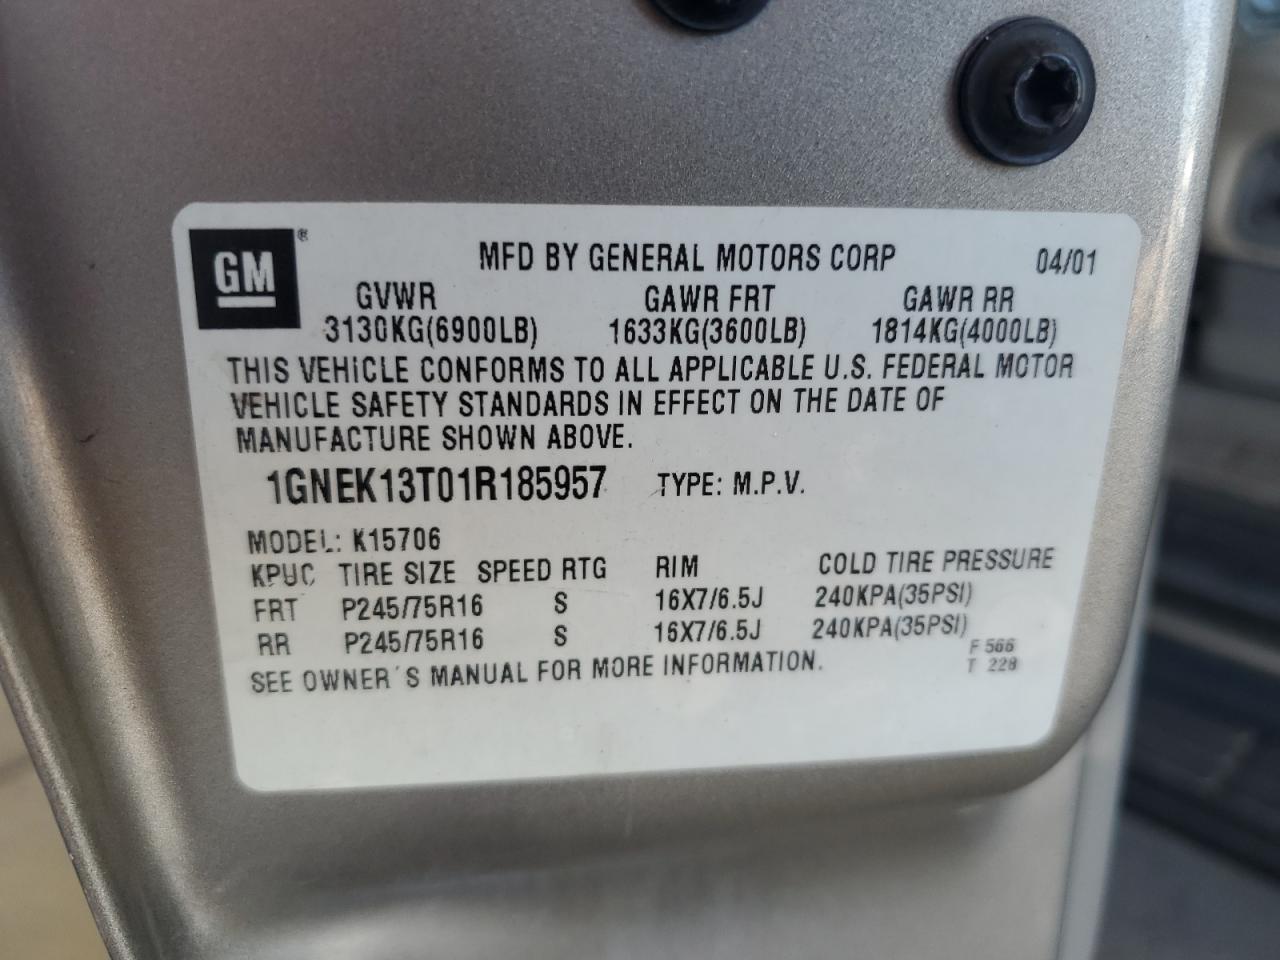 GM®
MFD BY GENERAL MOTORS CORP 04/01
GVWR GAWR FRT GAWR RR
3130KG(6900LB) 1633KG(3600LB) 1814KG(4000LB)
THIS VEHICLE CONFORMS TO ALL APPLICABLE U.S. FEDERAL MOTOR
VEHICLE SAFETY STANDARDS IN EFFECT ON THE DATE OF
MANUFACTURE SHOWN ABOVE.
1GNEK13T01R185957 TYPE: M.P.V.
MODEL: K15706
KPUC TIRE SIZE SPEED RTG RIM COLD TIRE PRESSURE
FRT P245/75R16 S 16X7/6.5J 240KPA(35PSI)
RR P245/75R16 S 16X7/6.5J 240KPA(35PSI)
SEE OWNER'S MANUAL FOR MORE INFORMATION.
F 566
T 228